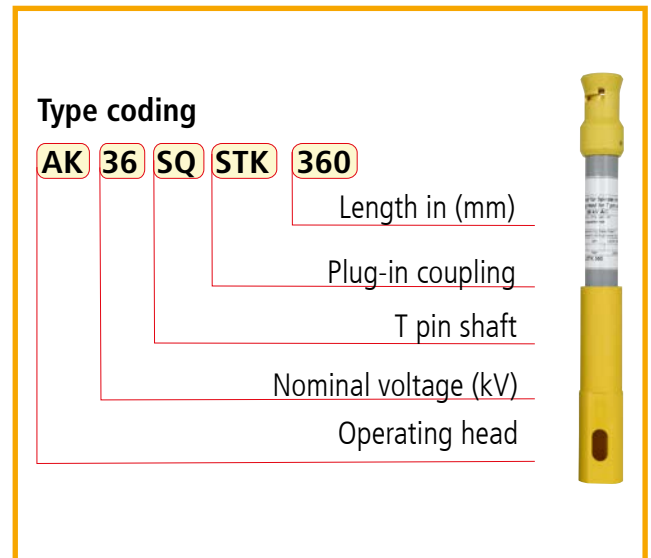 Type coding
AK 36 SQ STK 360
Length in (mm)
Plug-in coupling
T pin shaft
Nominal voltage (kV)
Operating head